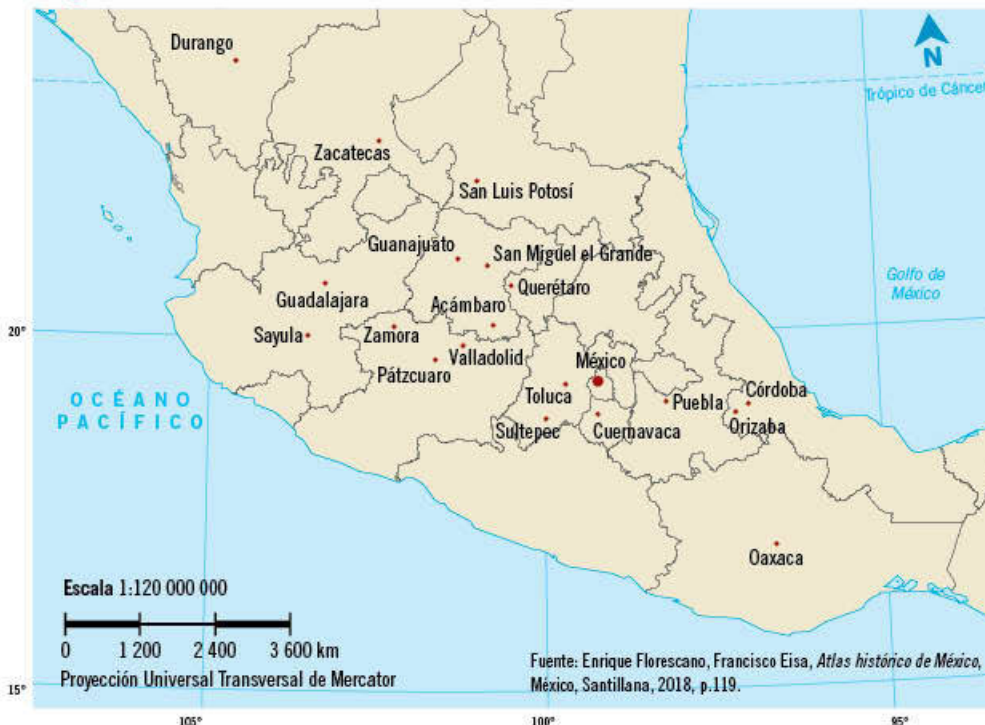 Durango
N
Trópico de Cáncer
Zacatecas
San Luis Potosí
Guanajuato
San Miguel el Grande
Golfo de
México
Querétaro
Guadalajara
Acámbaro
20°
Sayula
Zamora
Valladolid
México
Pátzcuaro
Toluca
Puebla
Córdoba
OCÉANO
PACÍFICO
Sultepec
Cuernavaca
Orizaba
Oaxaca
Escala 1:120 000 000
0 1 200 2 400 3 600 km
Proyección Universal Transversal de Mercator
Fuente: Enrique Florescano, Francisco Eisa, Atlas histórico de México,
México, Santillana, 2018, p.119.
15°
105° 100° 95°